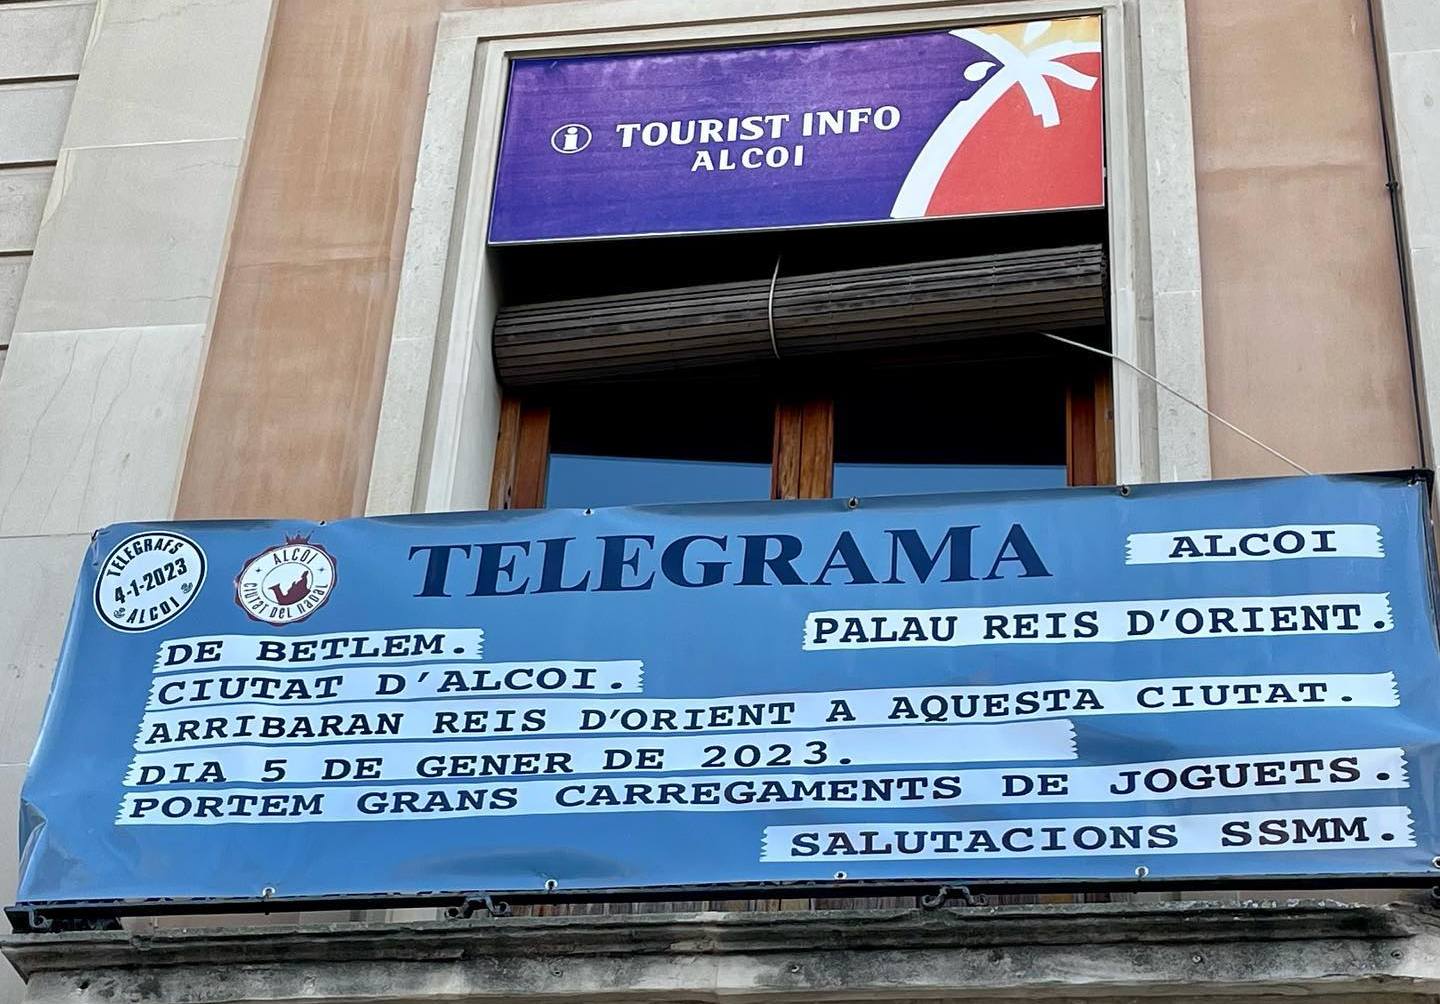 i TOURIST INFO
ALCOI
TELEGRAFS
4-1-2023
ALCOI
ALCOI
CIUTAT DEL NADAL
TELEGRAMA
ALCOI
PALAU REIS D'ORIENT.
DE BETLEM.
CIUTAT D'ALCOI.
ARRIBARAN REIS D'ORIENT A AQUESTA CIUTAT.
DIA 5 DE GENER DE 2023.
PORTEM GRANS CARREGAMENTS DE JOGUETS.
SALUTACIONS SSMM.